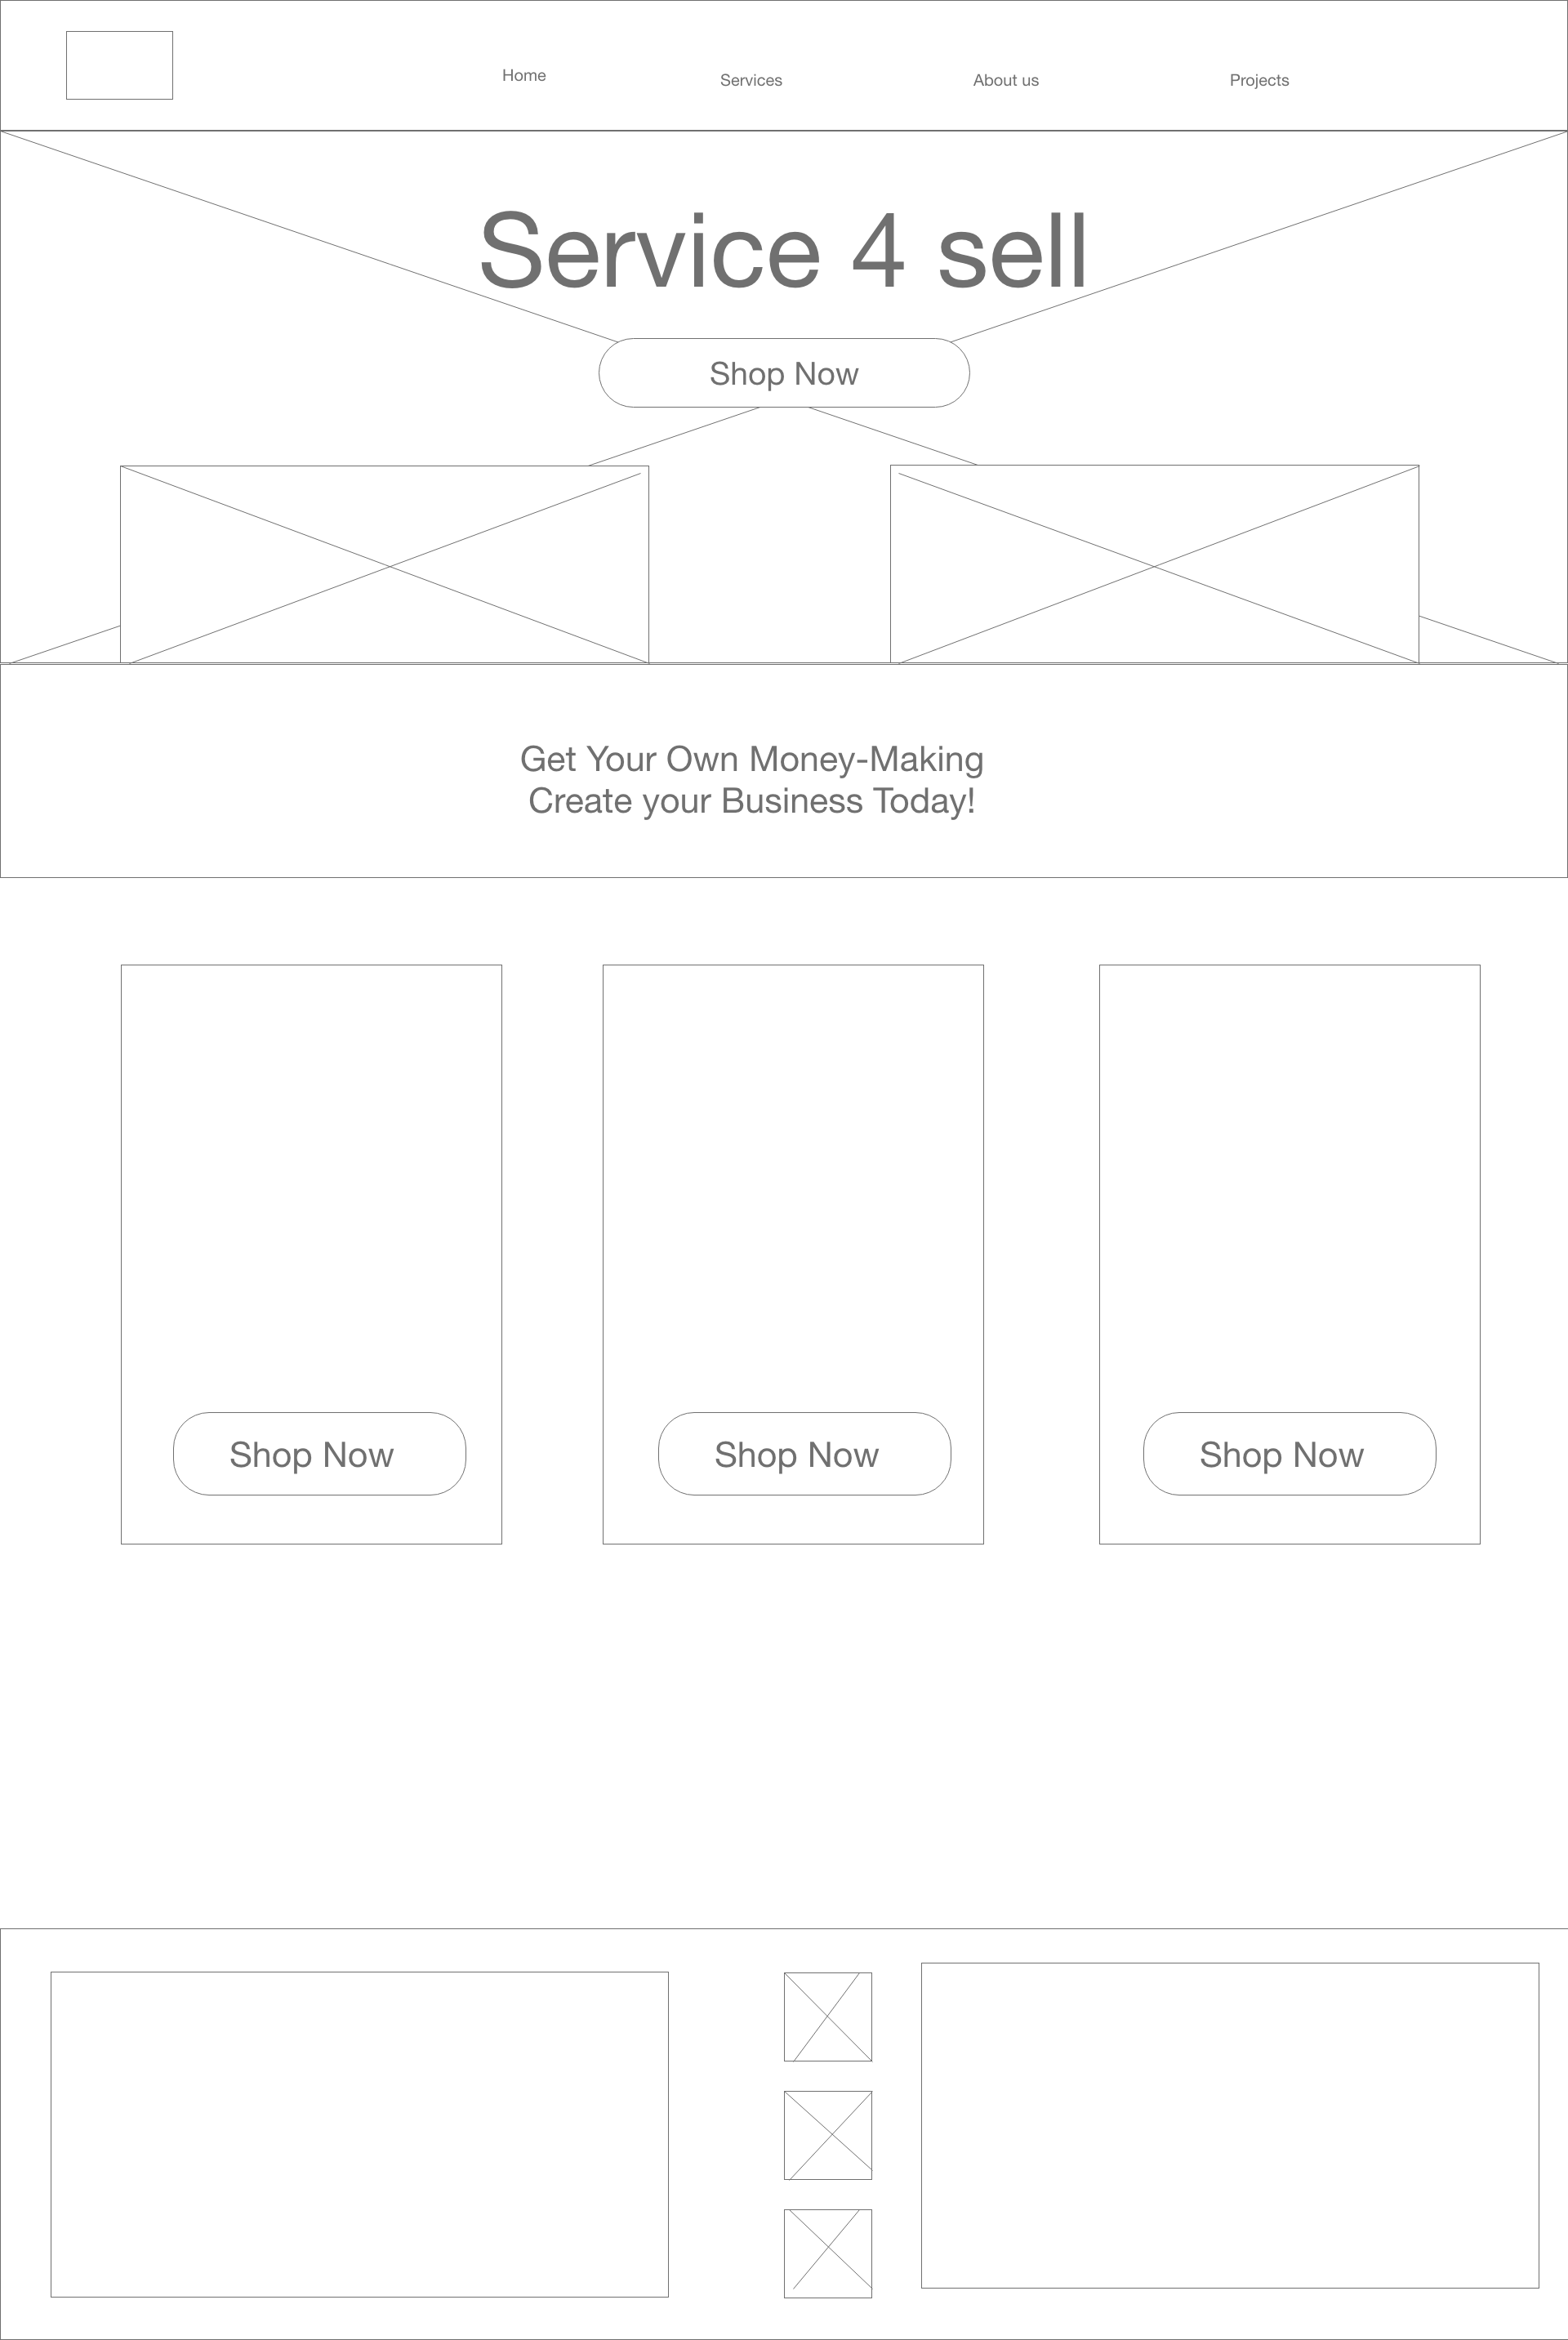 Home
Services
About us
Projects
Service 4 sell
Shop Now
Get Your Own Money-Making
Create your Business Today!
Shop Now
Shop Now
Shop Now